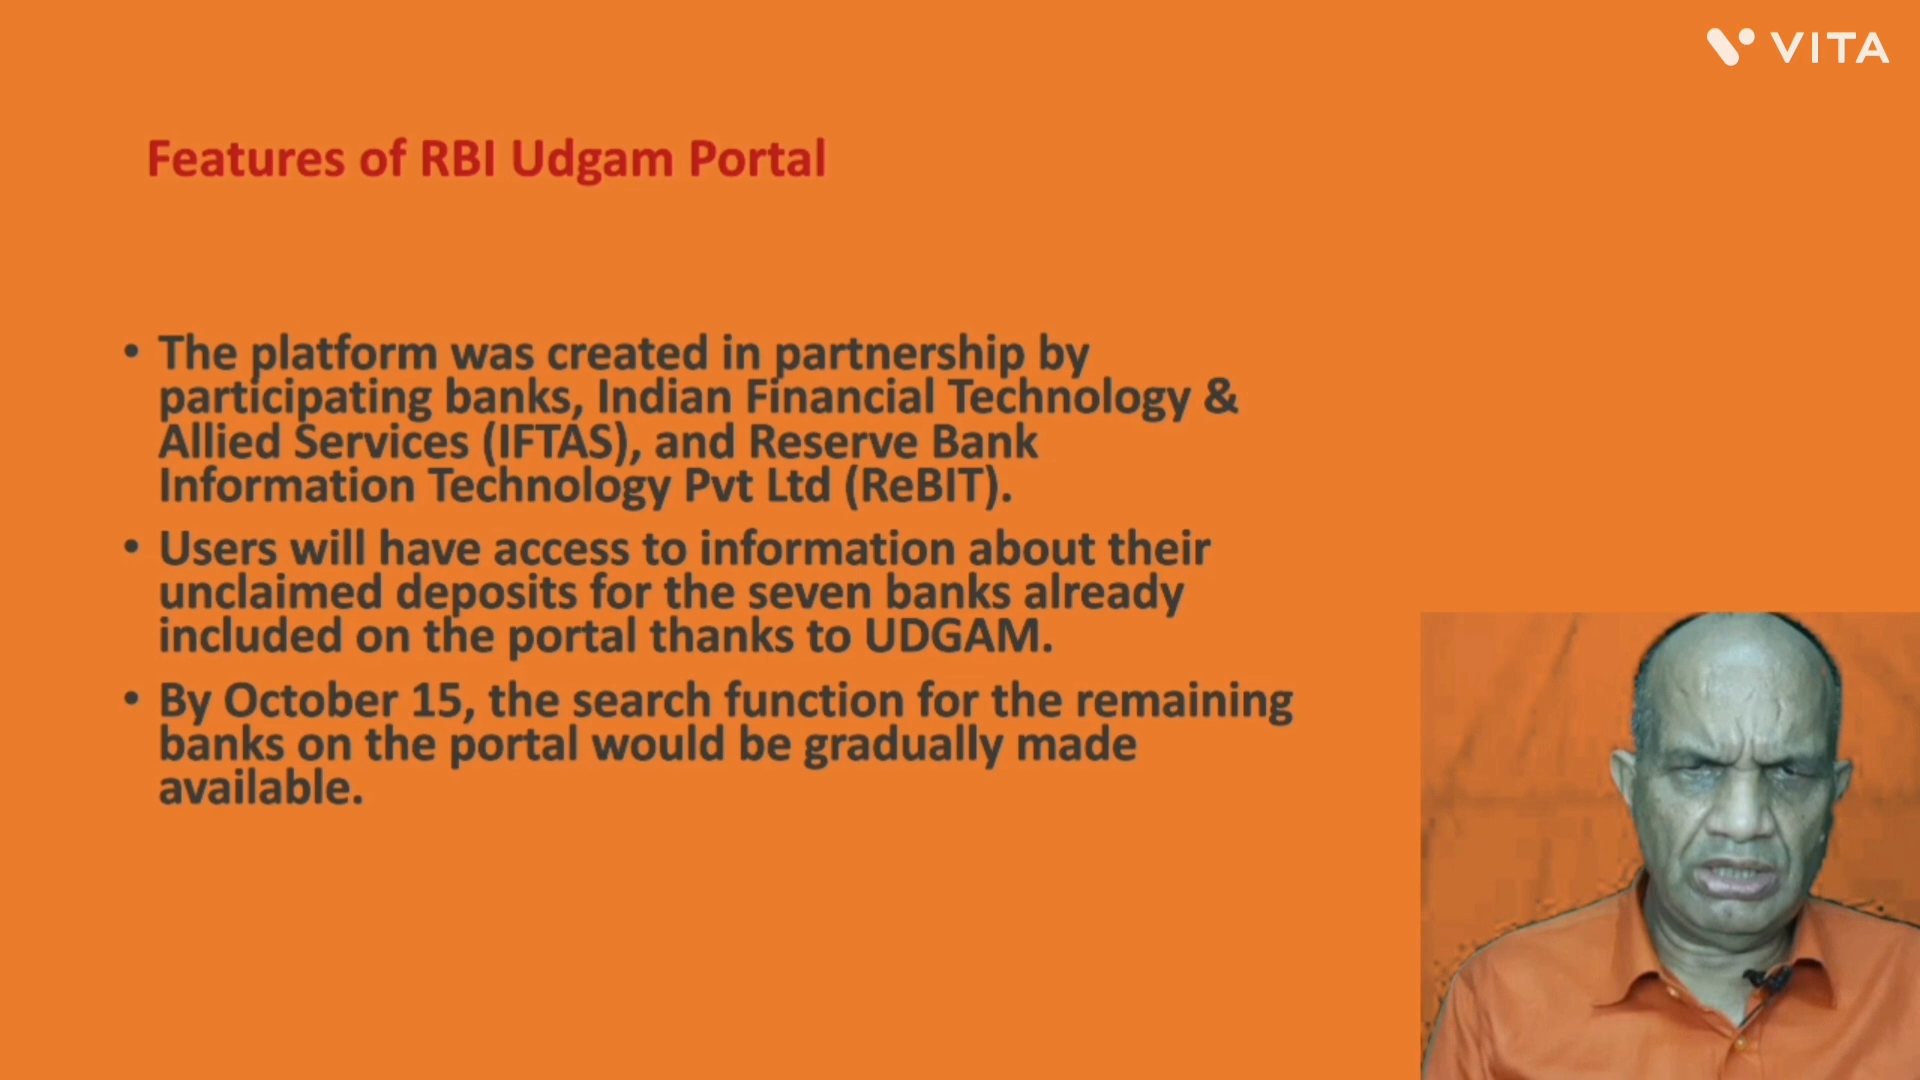 VITA
Features of RBI Udgam Portal
• The platform was created in partnership by
participating banks, Indian Financial Technology &
Allied Services (IFTAS), and Reserve Bank
Information Technology Pvt Ltd (ReBIT).
• Users will have access to information about their
unclaimed deposits for the seven banks already
included on the portal thanks to UDGAM.
• By October 15, the search function for the remaining
banks on the portal would be gradually made
available.